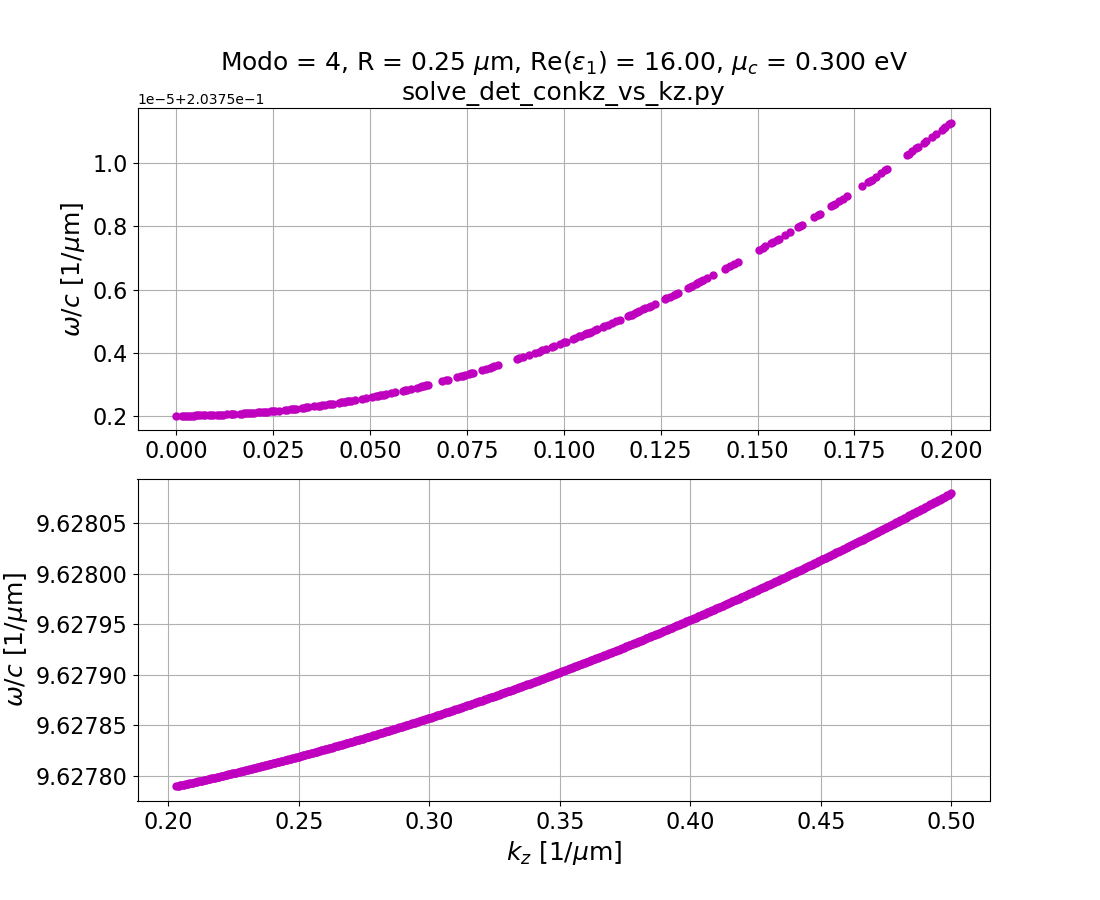 Modo = 4, R = 0.25 μm, Re(ε₁) = 16.00, μ_c = 0.300 eV
solve_det_conkz_vs_kz.py
1e−5+2.0375e−1
1.0
0.8
0.6
0.4
0.2
ω/c [1/μm]
0.000 0.025 0.050 0.075 0.100 0.125 0.150 0.175 0.200
9.62805
9.62800
9.62795
9.62790
9.62785
9.62780
ω/c [1/μm]
0.20 0.25 0.30 0.35 0.40 0.45 0.50
k_z [1/μm]